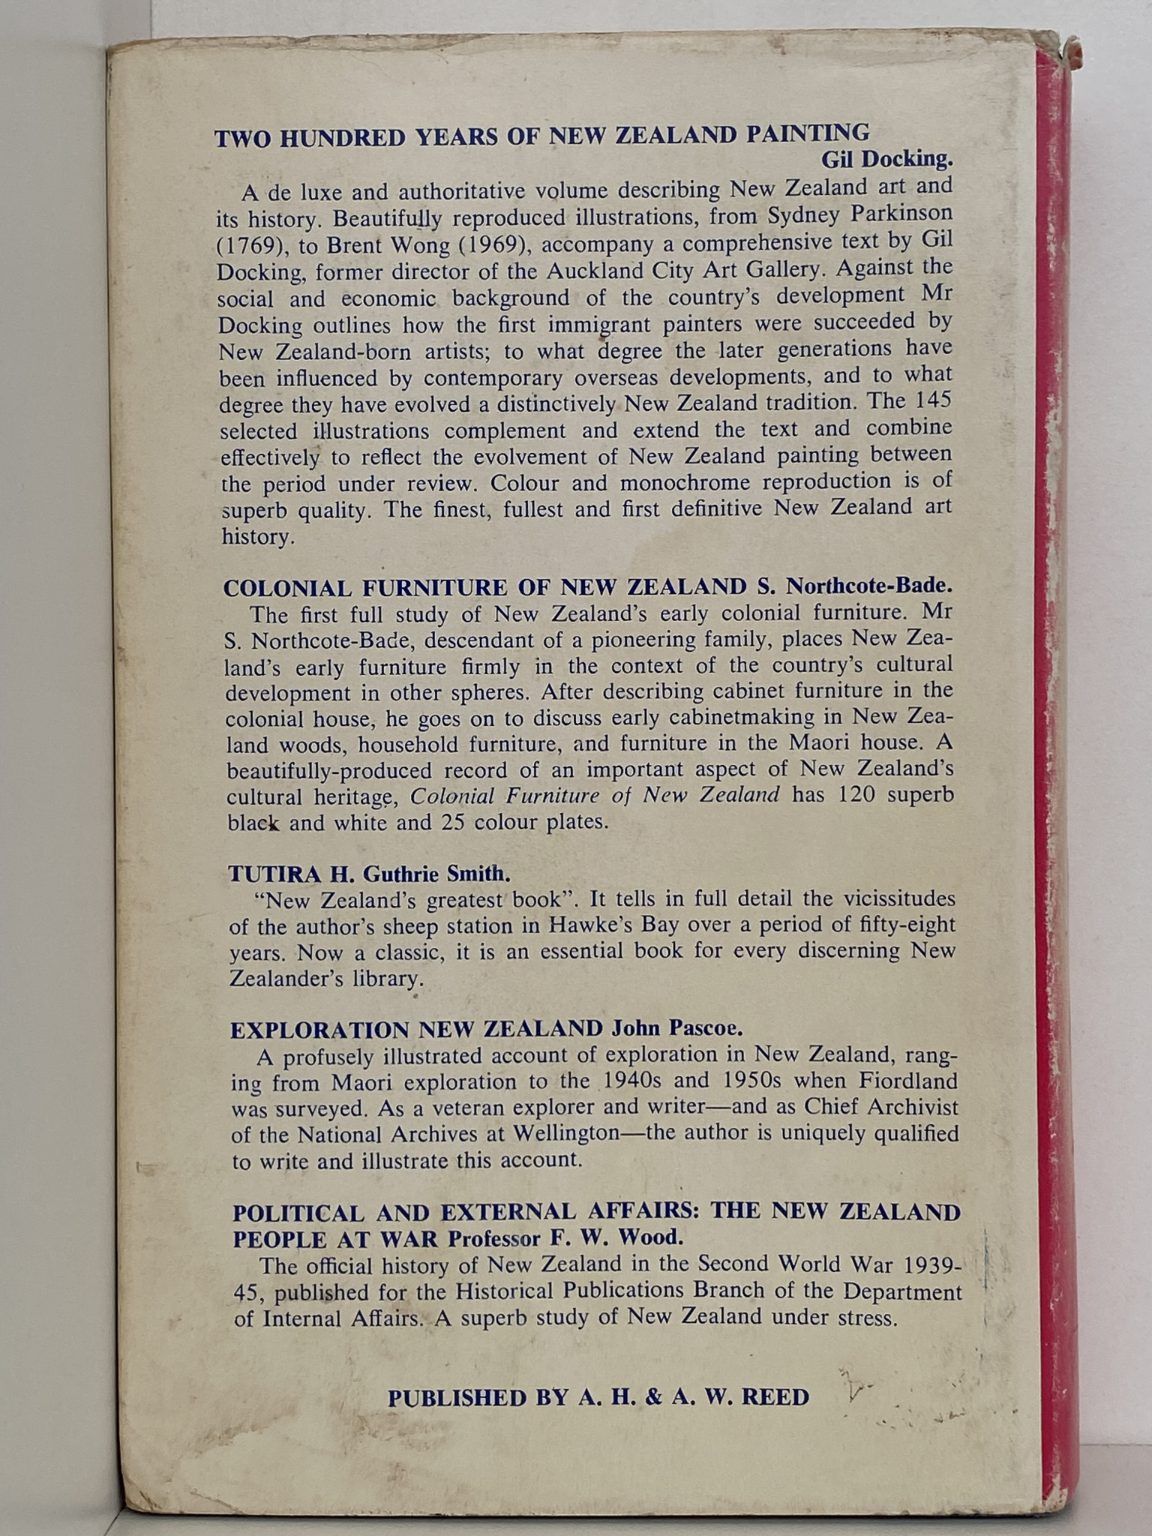 TWO HUNDRED YEARS OF NEW ZEALAND PAINTING
Gil Docking.
A de luxe and authoritative volume describing New Zealand art and
its history. Beautifully reproduced illustrations, from Sydney Parkinson
(1769), to Brent Wong (1969), accompany a comprehensive text by Gil
Docking, former director of the Auckland City Art Gallery. Against the
social and economic background of the country's development Mr
Docking outlines how the first immigrant painters were succeeded by
New Zealand-born artists; to what degree the later generations have
been influenced by contemporary overseas developments, and to what
degree they have evolved a distinctively New Zealand tradition. The 145
selected illustrations complement and extend the text and combine
effectively to reflect the evolvement of New Zealand painting between
the period under review. Colour and monochrome reproduction is of
superb quality. The finest, fullest and first definitive New Zealand art
history.
COLONIAL FURNITURE OF NEW ZEALAND S. Northcote-Bade.
The first full study of New Zealand's early colonial furniture. Mr
S. Northcote-Bade, descendant of a pioneering family, places New Zea-
land's early furniture firmly in the context of the country's cultural
development in other spheres. After describing cabinet furniture in the
colonial house, he goes on to discuss early cabinetmaking in New Zea-
land woods, household furniture, and furniture in the Maori house. A
beautifully-produced record of an important aspect of New Zealand's
cultural heritage, Colonial Furniture of New Zealand has 120 superb
black and white and 25 colour plates.
TUTIRA H. Guthrie Smith.
“New Zealand's greatest book”. It tells in full detail the vicissitudes
of the author's sheep station in Hawke's Bay over a period of fifty-eight
years. Now a classic, it is an essential book for every discerning New
Zealander's library.
EXPLORATION NEW ZEALAND John Pascoe.
A profusely illustrated account of exploration in New Zealand, rang-
ing from Maori exploration to the 1940s and 1950s when Fiordland
was surveyed. As a veteran explorer and writer—and as Chief Archivist
of the National Archives at Wellington—the author is uniquely qualified
to write and illustrate this account.
POLITICAL AND EXTERNAL AFFAIRS: THE NEW ZEALAND
PEOPLE AT WAR Professor F. W. Wood.
The official history of New Zealand in the Second World War 1939-
45, published for the Historical Publications Branch of the Department
of Internal Affairs. A superb study of New Zealand under stress.
PUBLISHED BY A. H. & A. W. REED